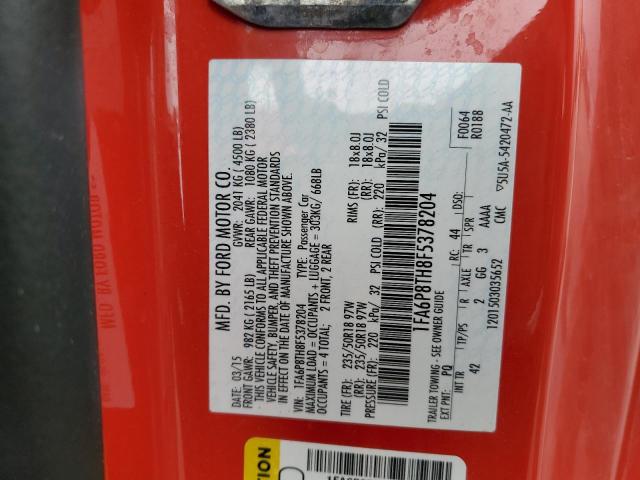 MFD. BY FORD MOTOR CO.
DATE: 03/15 GVWR: 2041 KG ( 4500 LB)
FRONT GAWR: 982 KG ( 2165 LB) REAR GAWR: 1080 KG ( 2380 LB)
THIS VEHICLE CONFORMS TO ALL APPLICABLE FEDERAL MOTOR
VEHICLE SAFETY, BUMPER, AND THEFT PREVENTION STANDARDS
IN EFFECT ON THE DATE OF MANUFACTURE SHOWN ABOVE.
VIN: 1FA6P8TH8F5378204 TYPE: Passenger Car
MAXIMUM LOAD = OCCUPANTS + LUGGAGE = 303KG/ 668LB
OCCUPANTS = 4 TOTAL; 2 FRONT, 2 REAR
TIRE (FR): 235/50R18 97W RIMS (FR): 18x8.0J
(RR): 235/50R18 97W (RR): 18x8.0J
PRESSURE (FR): 220 kPa/ 32 PSI COLD (RR): 220 kPa/ 32 PSI COLD
1FA6P8TH8F5378204
TRAILER TOWING - SEE OWNER GUIDE F0064
EXT PNT: PQ RC: 44 DSO: R0188
INT TR TP/PS R AXLE TR SPR
42 2 GG 3 AAAA
1201503035652 CMC ▽5U5A-5420472-AA